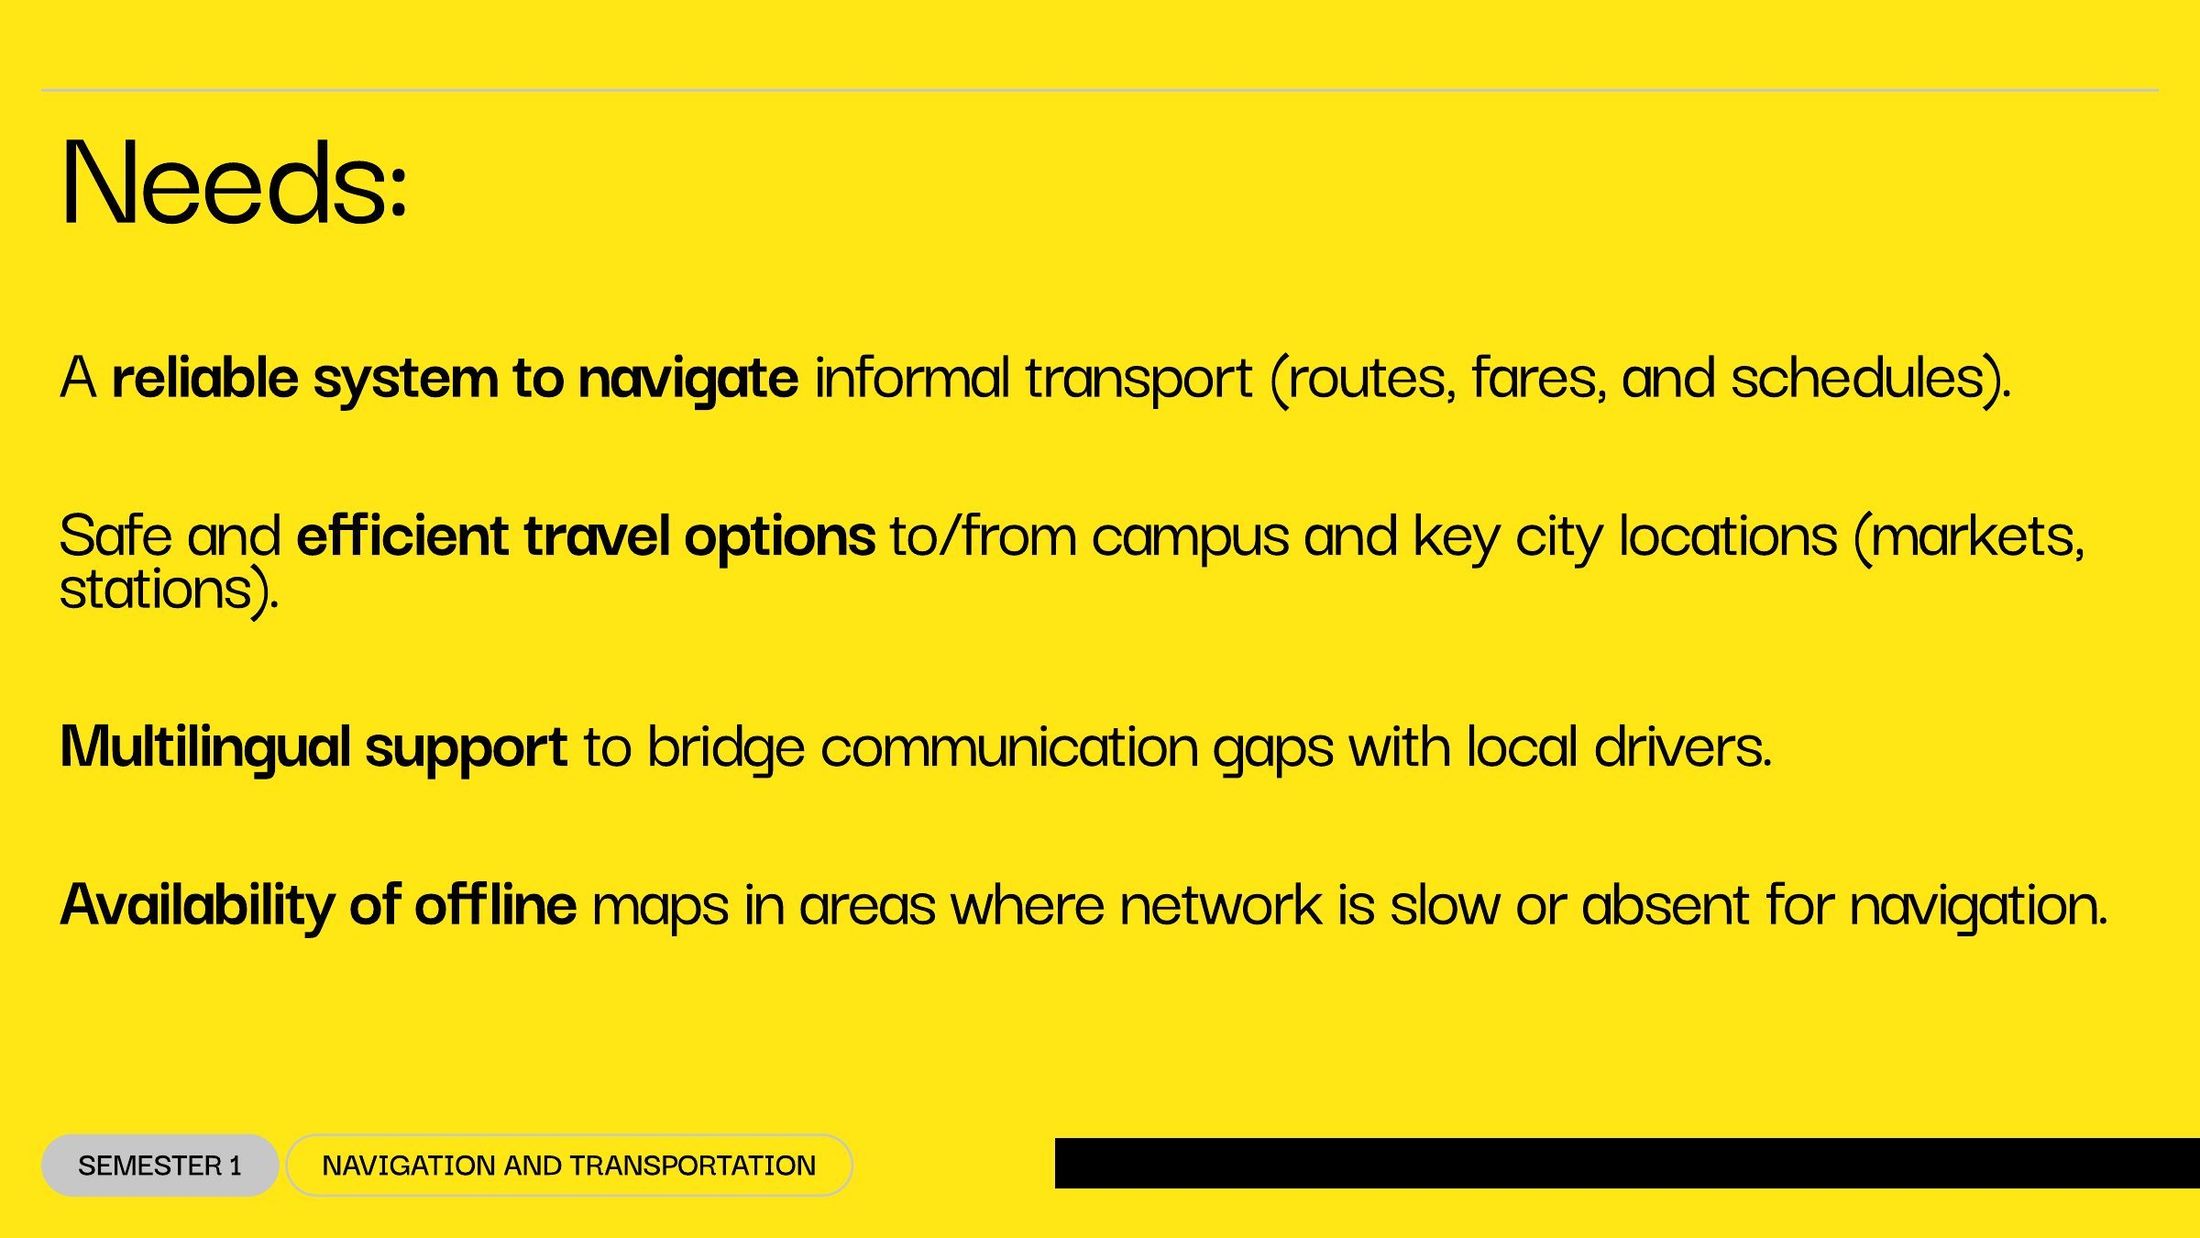 Needs:
A reliable system to navigate informal transport (routes, fares, and schedules).
Safe and efficient travel options to/from campus and key city locations (markets,
stations).
Multilingual support to bridge communication gaps with local drivers.
Availability of offline maps in areas where network is slow or absent for navigation.
SEMESTER 1
NAVIGATION AND TRANSPORTATION